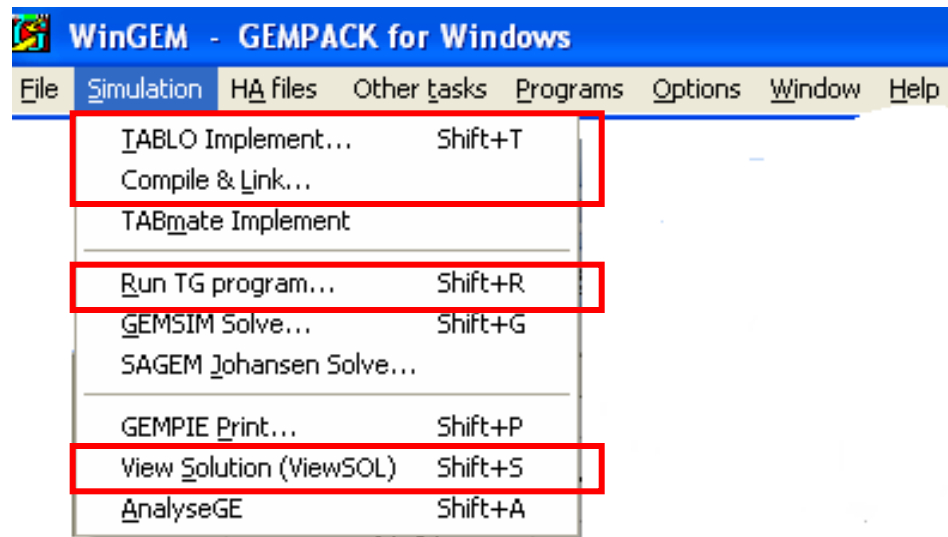 WinGEM - GEMPACK for Windows
File Simulation HA files Other tasks Programs Options Window Help
TABLO Implement... Shift+T
Compile & Link...
TABmate Implement
Run TG program... Shift+R
GEMSIM Solve... Shift+G
SAGEM Johansen Solve...
GEMPIE Print... Shift+P
View Solution (ViewSOL) Shift+S
AnalyseGE Shift+A